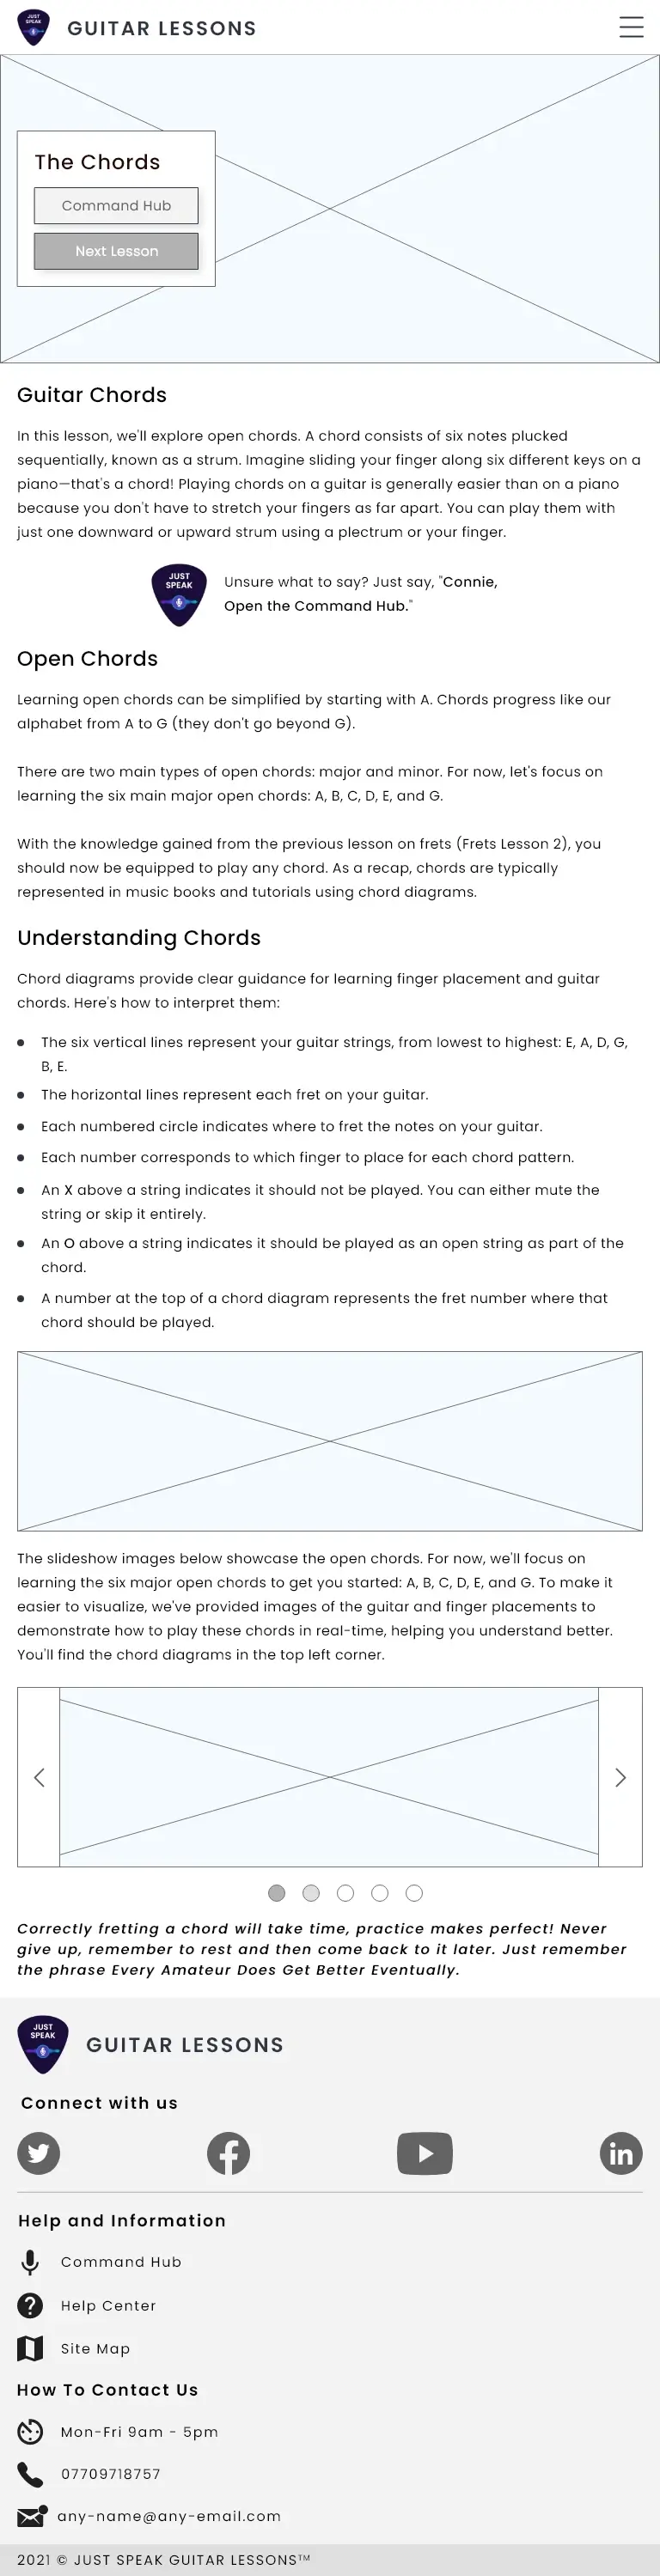 JUST
SPEAK
GUITAR LESSONS
The Chords
Command Hub
Next Lesson
Guitar Chords
In this lesson, we'll explore open chords. A chord consists of six notes plucked
sequentially, known as a strum. Imagine sliding your finger along six different keys on a
piano—that's a chord! Playing chords on a guitar is generally easier than on a piano
because you don't have to stretch your fingers as far apart. You can play them with
just one downward or upward strum using a plectrum or your finger.
JUST
SPEAK
Unsure what to say? Just say, "Connie,
Open the Command Hub."
Open Chords
Learning open chords can be simplified by starting with A. Chords progress like our
alphabet from A to G (they don't go beyond G).
There are two main types of open chords: major and minor. For now, let's focus on
learning the six main major open chords: A, B, C, D, E, and G.
With the knowledge gained from the previous lesson on frets (Frets Lesson 2), you
should now be equipped to play any chord. As a recap, chords are typically
represented in music books and tutorials using chord diagrams.
Understanding Chords
Chord diagrams provide clear guidance for learning finger placement and guitar
chords. Here's how to interpret them:
The six vertical lines represent your guitar strings, from lowest to highest: E, A, D, G,
B, E.
The horizontal lines represent each fret on your guitar.
Each numbered circle indicates where to fret the notes on your guitar.
Each number corresponds to which finger to place for each chord pattern.
An X above a string indicates it should not be played. You can either mute the
string or skip it entirely.
An O above a string indicates it should be played as an open string as part of the
chord.
A number at the top of a chord diagram represents the fret number where that
chord should be played.
The slideshow images below showcase the open chords. For now, we'll focus on
learning the six major open chords to get you started: A, B, C, D, E, and G. To make it
easier to visualize, we've provided images of the guitar and finger placements to
demonstrate how to play these chords in real-time, helping you understand better.
You'll find the chord diagrams in the top left corner.
Correctly fretting a chord will take time, practice makes perfect! Never
give up, remember to rest and then come back to it later. Just remember
the phrase Every Amateur Does Get Better Eventually.
JUST
SPEAK
GUITAR LESSONS
Connect with us
Help and Information
Command Hub
Help Center
Site Map
How To Contact Us
Mon-Fri 9am - 5pm
07709718757
any-name@any-email.com
2021 © JUST SPEAK GUITAR LESSONS™